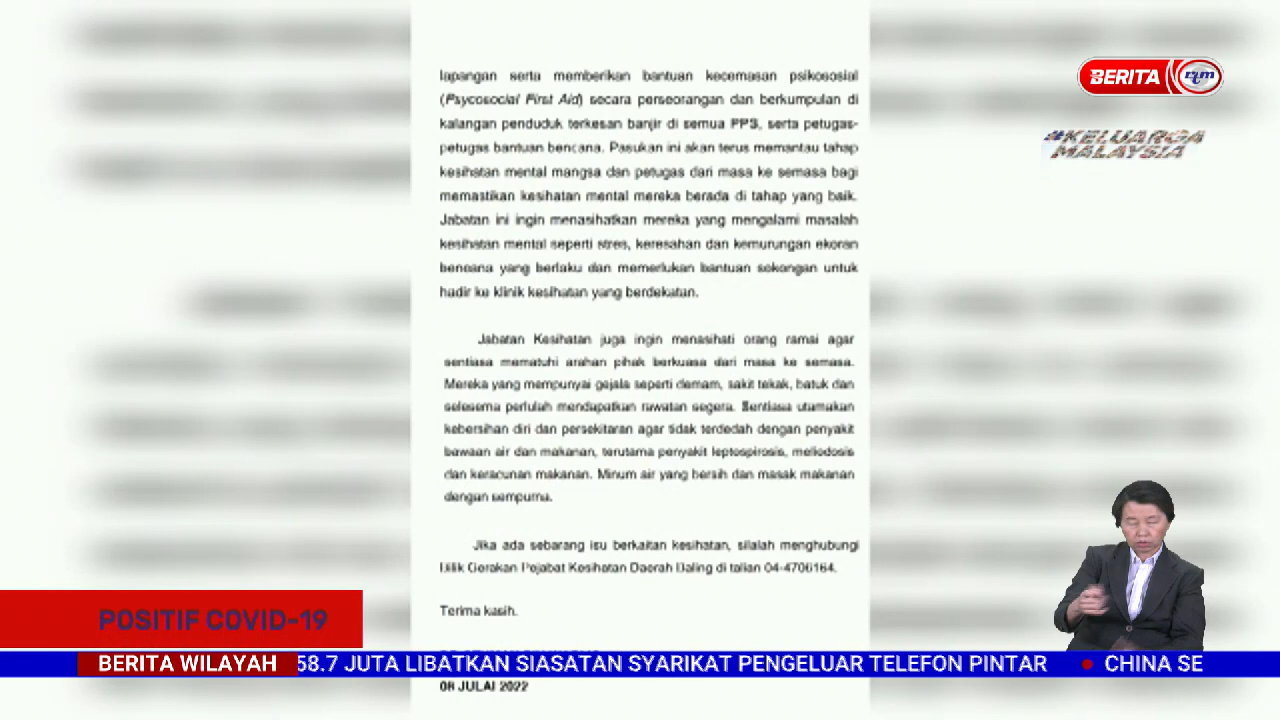 lapangan serta memberikan bantuan kecemasan psikososial
(Psycosocial First Aid) secara perseorangan dan berkumpulan di
kalangan penduduk terkesan banjir di semua PPS, serta petugas-
petugas bantuan bencana. Pasukan ini akan terus memantau tahap
kesihatan mental mangsa dan petugas dari masa ke semasa bagi
memastikan kesihatan mental mereka berada di tahap yang baik.
Jabatan ini ingin menasihatkan mereka yang mengalami masalah
kesihatan mental seperti stres, keresahan dan kemurungan ekoran
bencana yang berlaku dan memerlukan bantuan sokongan untuk
hadir ke klinik kesihatan yang berdekatan.
Jabatan Kesihatan juga ingin menasihati orang ramai agar
sentiasa mematuhi arahan pihak berkuasa dari masa ke semasa.
Mereka yang mempunyai gejala seperti demam, sakit tekak, batuk dan
selesema perlulah mendapatkan rawatan segera. Sentiasa utamakan
kebersihan diri dan persekitaran agar tidak terdedah dengan penyakit
bawaan air dan makanan, terutama penyakit leptospirosis, meliodosis
dan keracunan makanan. Minum air yang bersih dan masak makanan
dengan sempurna.
Jika ada sebarang isu berkaitan kesihatan, silalah menghubungi
Bilik Gerakan Pejabat Kesihatan Daerah Baling di talian 04-4706164.
Terima kasih.
08 JULAI 2022
BERITA rtm
#KELUARGA
MALAYSIA
POSITIF COVID-19
BERITA WILAYAH 58.7 JUTA LIBATKAN SIASATAN SYARIKAT PENGELUAR TELEFON PINTAR • CHINA SE